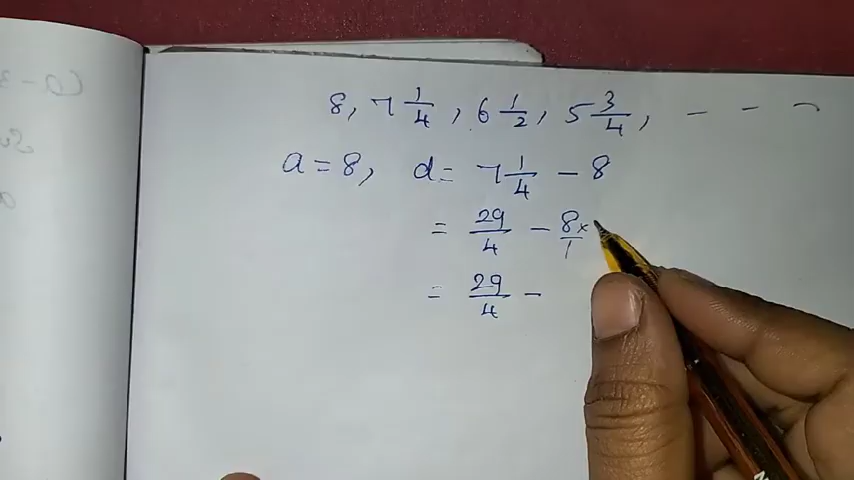 8, 7 1/4, 6 1/2, 5 3/4, - - -
a = 8, d = 7 1/4 - 8
= 29/4 - 8/1 ×
= 29/4 -